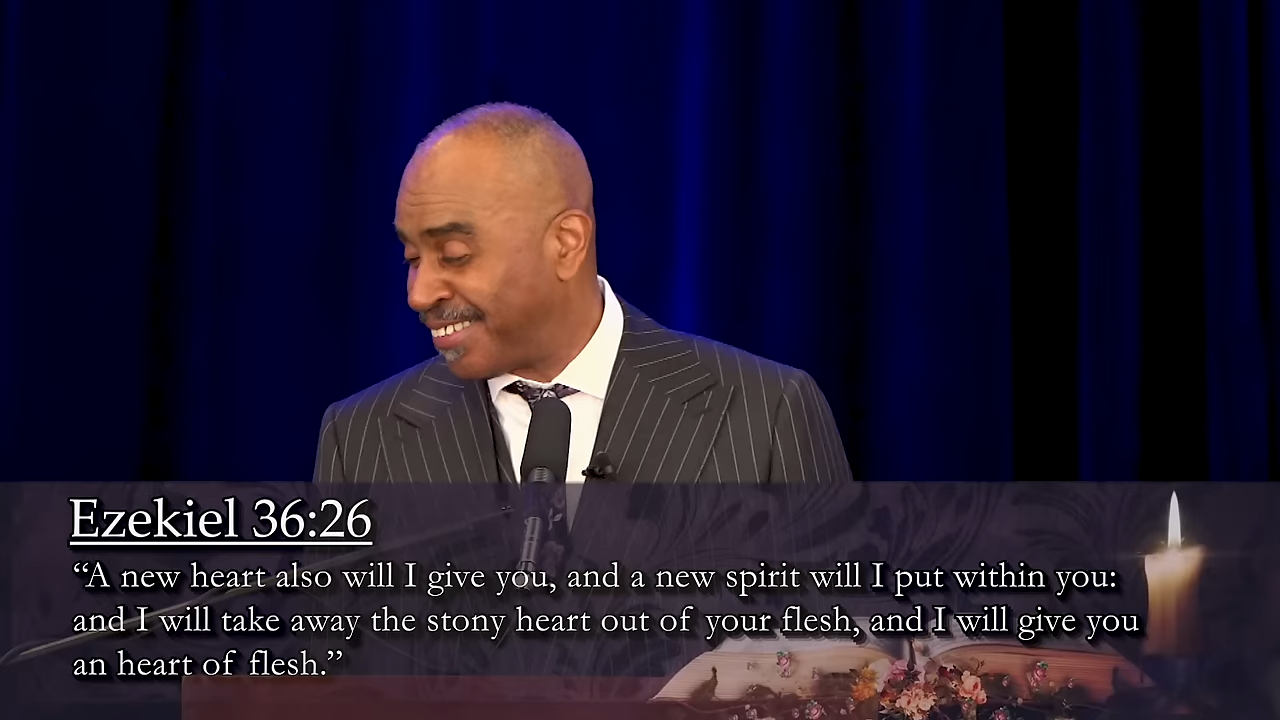 Ezekiel 36:26
“A new heart also will I give you, and a new spirit will I put within you:
and I will take away the stony heart out of your flesh, and I will give you
an heart of flesh.”